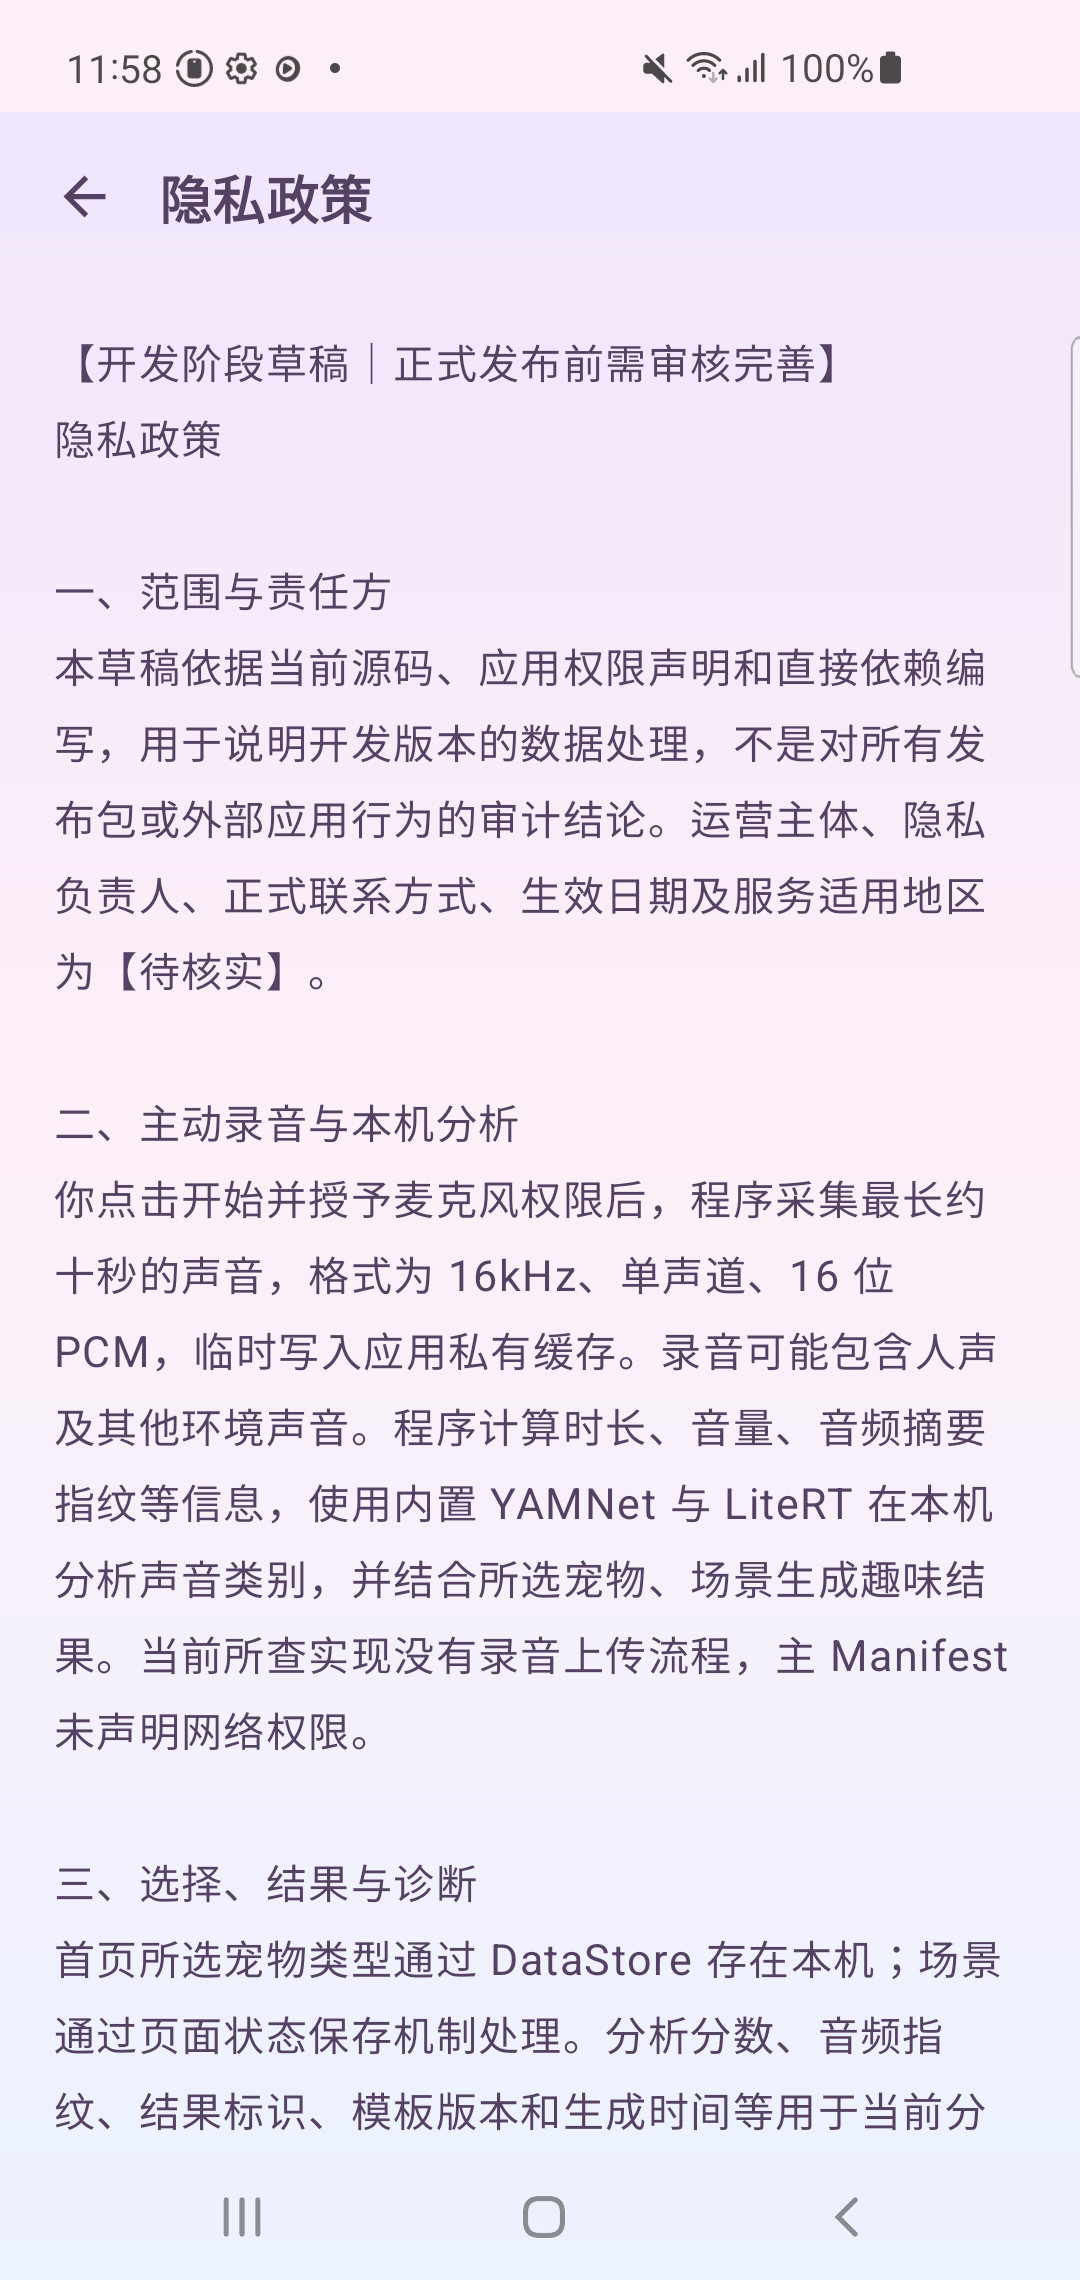 11:58
100%
隐私政策
【开发阶段草稿｜正式发布前需审核完善】
隐私政策
一、范围与责任方
本草稿依据当前源码、应用权限声明和直接依赖编
写，用于说明开发版本的数据处理，不是对所有发
布包或外部应用行为的审计结论。运营主体、隐私
负责人、正式联系方式、生效日期及服务适用地区
为【待核实】。
二、主动录音与本机分析
你点击开始并授予麦克风权限后，程序采集最长约
十秒的声音，格式为 16kHz、单声道、16 位
PCM，临时写入应用私有缓存。录音可能包含人声
及其他环境声音。程序计算时长、音量、音频摘要
指纹等信息，使用内置 YAMNet 与 LiteRT 在本机
分析声音类别，并结合所选宠物、场景生成趣味结
果。当前所查实现没有录音上传流程，主 Manifest
未声明网络权限。
三、选择、结果与诊断
首页所选宠物类型通过 DataStore 存在本机；场景
通过页面状态保存机制处理。分析分数、音频指
纹、结果标识、模板版本和生成时间等用于当前分